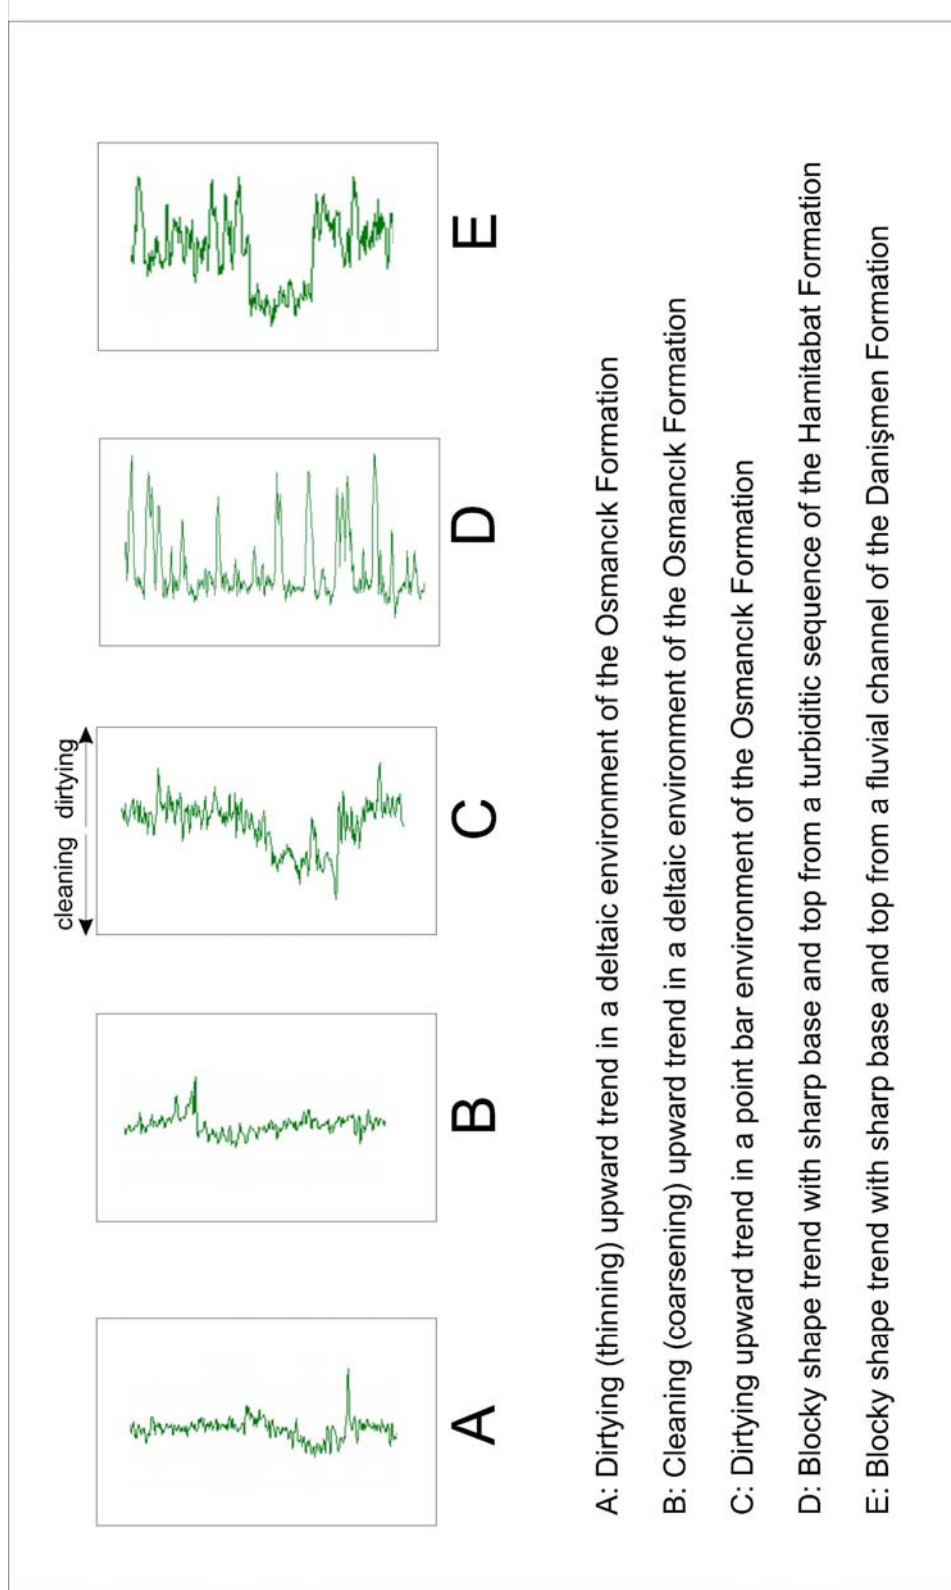 cleaning dirtying
A B C D E
A: Dirtying (thinning) upward trend in a deltaic environment of the Osmancık Formation
B: Cleaning (coarsening) upward trend in a deltaic environment of the Osmancık Formation
C: Dirtying upward trend in a point bar environment of the Osmancık Formation
D: Blocky shape trend with sharp base and top from a turbiditic sequence of the Hamitabat Formation
E: Blocky shape trend with sharp base and top from a fluvial channel of the Danişmen Formation